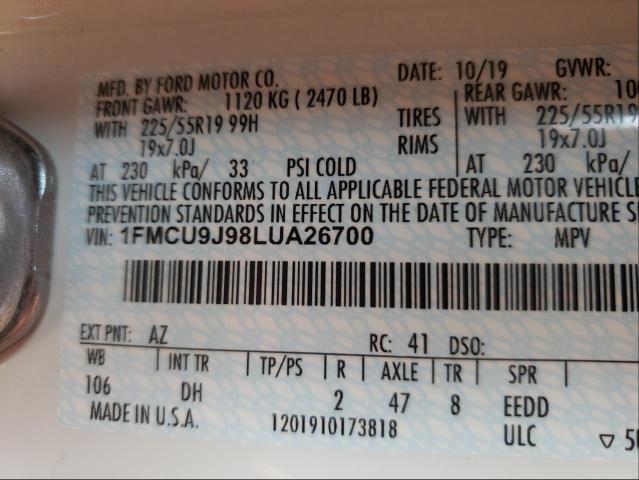 MFD. BY FORD MOTOR CO. DATE: 10/19 GVWR:
FRONT GAWR: 1120 KG ( 2470 LB) REAR GAWR: 10
WITH 225/55R19 99H TIRES WITH 225/55R19
19x7.0J RIMS 19x7.0J
AT 230 kPa/ 33 PSI COLD AT 230 kPa/
THIS VEHICLE CONFORMS TO ALL APPLICABLE FEDERAL MOTOR VEHICLE
PREVENTION STANDARDS IN EFFECT ON THE DATE OF MANUFACTURE S
VIN: 1FMCU9J98LUA26700 TYPE: MPV
EXT PNT: AZ RC: 41 DSO:
WB INT TR TP/PS R AXLE TR SPR
106 DH 2 47 8 EEDD
MADE IN U.S.A. 1201910173818 ULC